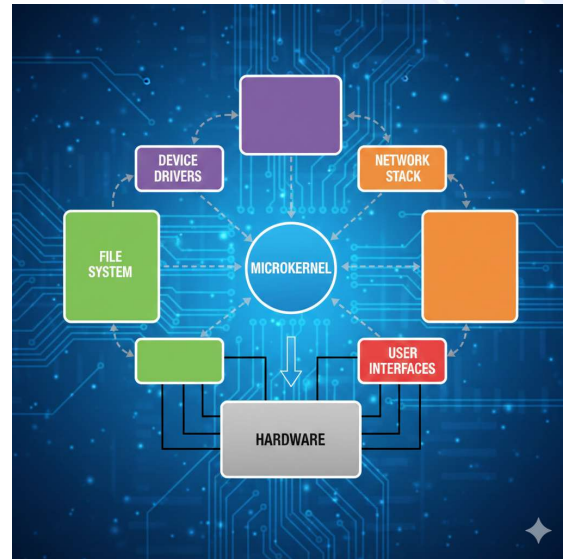 DEVICE
DRIVERS
NETWORK
STACK
FILE
SYSTEM
MICROKERNEL
USER
INTERFACES
HARDWARE